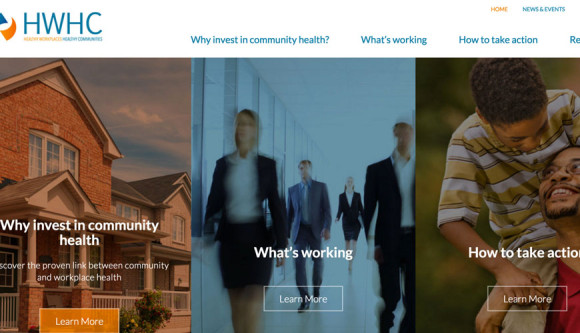 HWHC
HEALTHY WORKPLACES HEALTHY COMMUNITIES
HOME
NEWS & EVENTS
Why invest in community health?
What's working
How to take action
Re
Why invest in community
health
scover the proven link between community
and workplace health
Learn More
What's working
Learn More
How to take action
Learn More